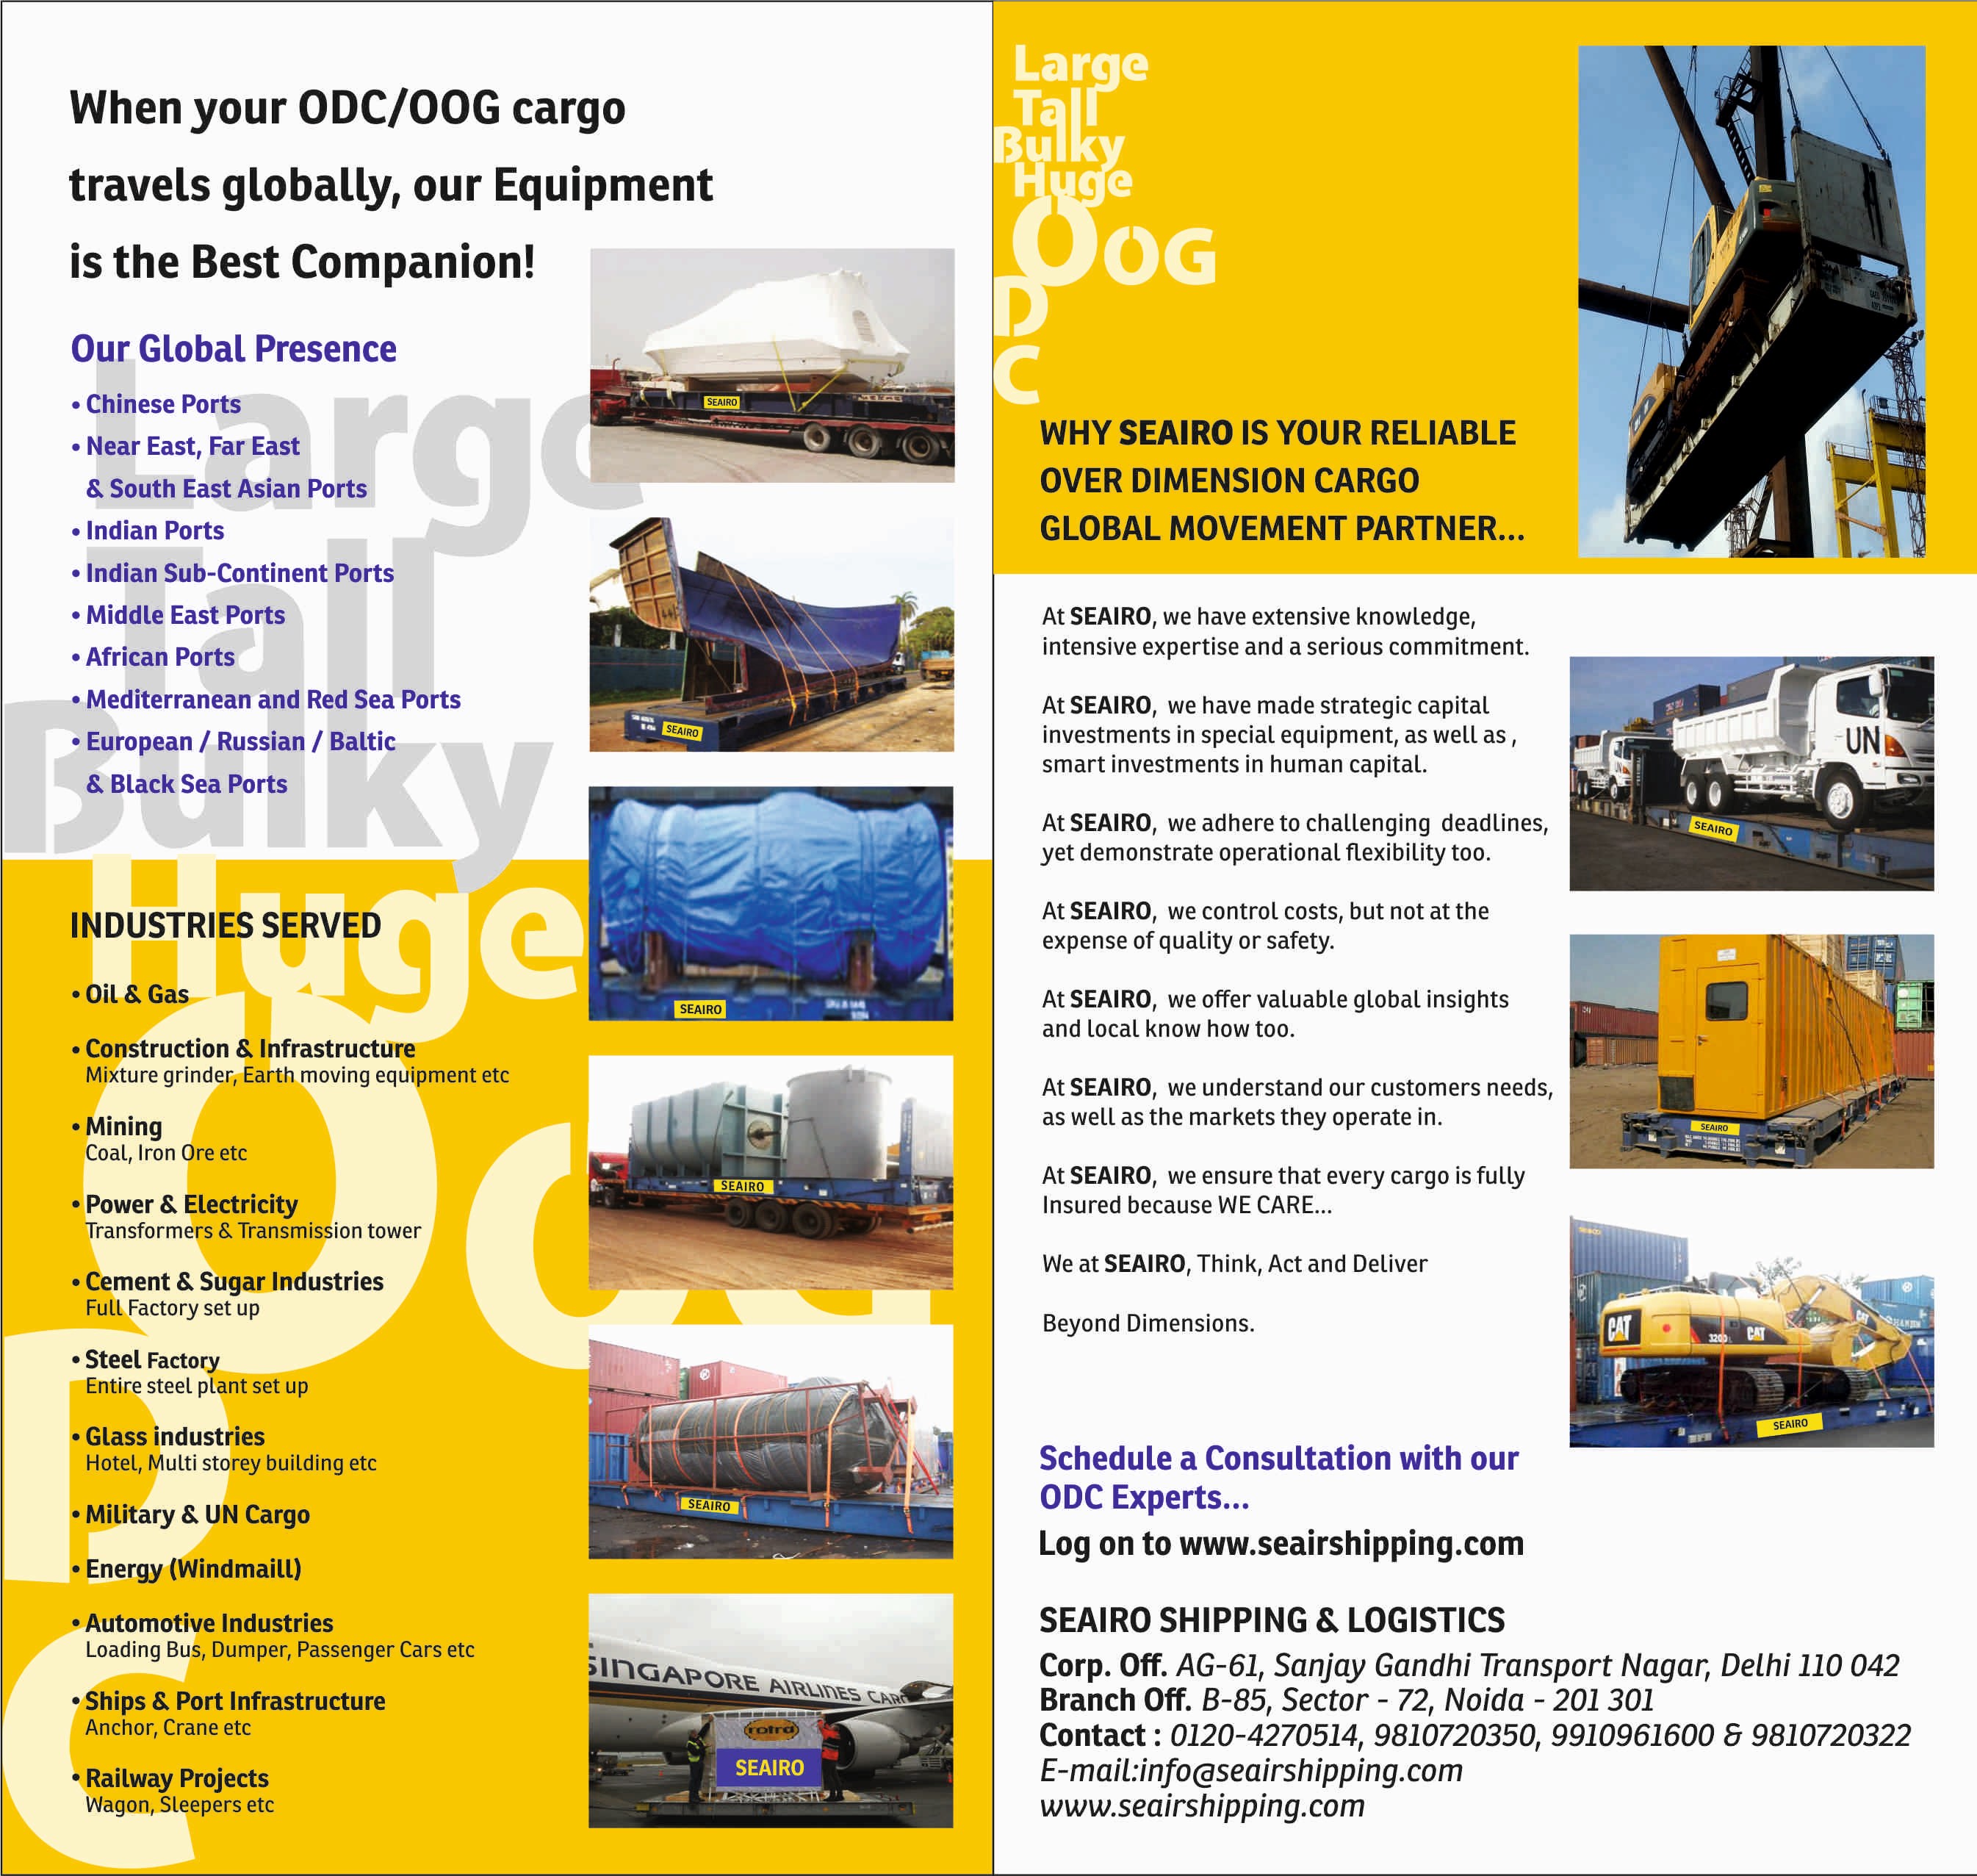 When your ODC/OOG cargo
travels globally, our Equipment
is the Best Companion!
Our Global Presence
• Chinese Ports
• Near East, Far East
& South East Asian Ports
• Indian Ports
• Indian Sub-Continent Ports
• Middle East Ports
• African Ports
• Mediterranean and Red Sea Ports
• European / Russian / Baltic
& Black Sea Ports
Large
Tall
Bulky
Huge
OOG
D
C
INDUSTRIES SERVED
• Oil & Gas
• Construction & Infrastructure
Mixture grinder, Earth moving equipment etc
• Mining
Coal, Iron Ore etc
• Power & Electricity
Transformers & Transmission tower
• Cement & Sugar Industries
Full Factory set up
• Steel Factory
Entire steel plant set up
• Glass industries
Hotel, Multi storey building etc
• Military & UN Cargo
• Energy (Windmaill)
• Automotive Industries
Loading Bus, Dumper, Passenger Cars etc
• Ships & Port Infrastructure
Anchor, Crane etc
• Railway Projects
Wagon, Sleepers etc
SEAIRO
SEAIRO
SEAIRO
SEAIRO
SEAIRO
SINGAPORE AIRLINES CARGO
rotra
SEAIRO
Large
Tall
Bulky
Huge
OOG
D
C
WHY SEAIRO IS YOUR RELIABLE
OVER DIMENSION CARGO
GLOBAL MOVEMENT PARTNER...
At SEAIRO, we have extensive knowledge,
intensive expertise and a serious commitment.
At SEAIRO, we have made strategic capital
investments in special equipment, as well as ,
smart investments in human capital.
At SEAIRO, we adhere to challenging deadlines,
yet demonstrate operational flexibility too.
At SEAIRO, we control costs, but not at the
expense of quality or safety.
At SEAIRO, we offer valuable global insights
and local know how too.
At SEAIRO, we understand our customers needs,
as well as the markets they operate in.
At SEAIRO, we ensure that every cargo is fully
Insured because WE CARE...
We at SEAIRO, Think, Act and Deliver
Beyond Dimensions.
UN
SEAIRO
SEAIRO
CAT
320D
CAT
SEAIRO
Schedule a Consultation with our
ODC Experts...
Log on to www.seairshipping.com
SEAIRO SHIPPING & LOGISTICS
Corp. Off. AG-61, Sanjay Gandhi Transport Nagar, Delhi 110 042
Branch Off. B-85, Sector - 72, Noida - 201 301
Contact : 0120-4270514, 9810720350, 9910961600 & 9810720322
E-mail:info@seairshipping.com
www.seairshipping.com